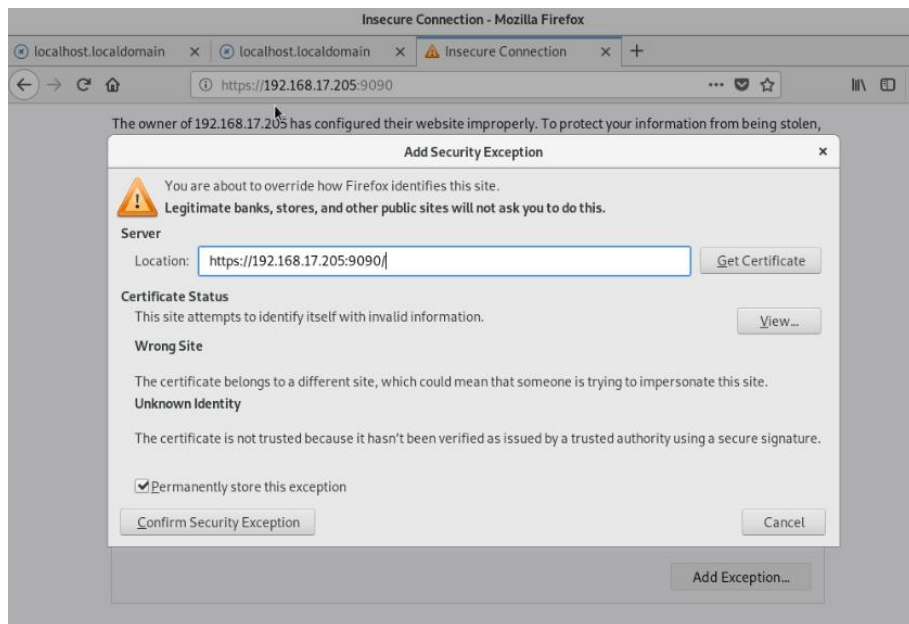 Insecure Connection - Mozilla Firefox
localhost.localdomain × localhost.localdomain × Insecure Connection × +
https://192.168.17.205:9090
The owner of 192.168.17.205 has configured their website improperly. To protect your information from being stolen,
Add Security Exception ×
You are about to override how Firefox identifies this site.
Legitimate banks, stores, and other public sites will not ask you to do this.
Server
Location: https://192.168.17.205:9090/ Get Certificate
Certificate Status
This site attempts to identify itself with invalid information.
View...
Wrong Site
The certificate belongs to a different site, which could mean that someone is trying to impersonate this site.
Unknown Identity
The certificate is not trusted because it hasn't been verified as issued by a trusted authority using a secure signature.
Permanently store this exception
Confirm Security Exception Cancel
Add Exception...